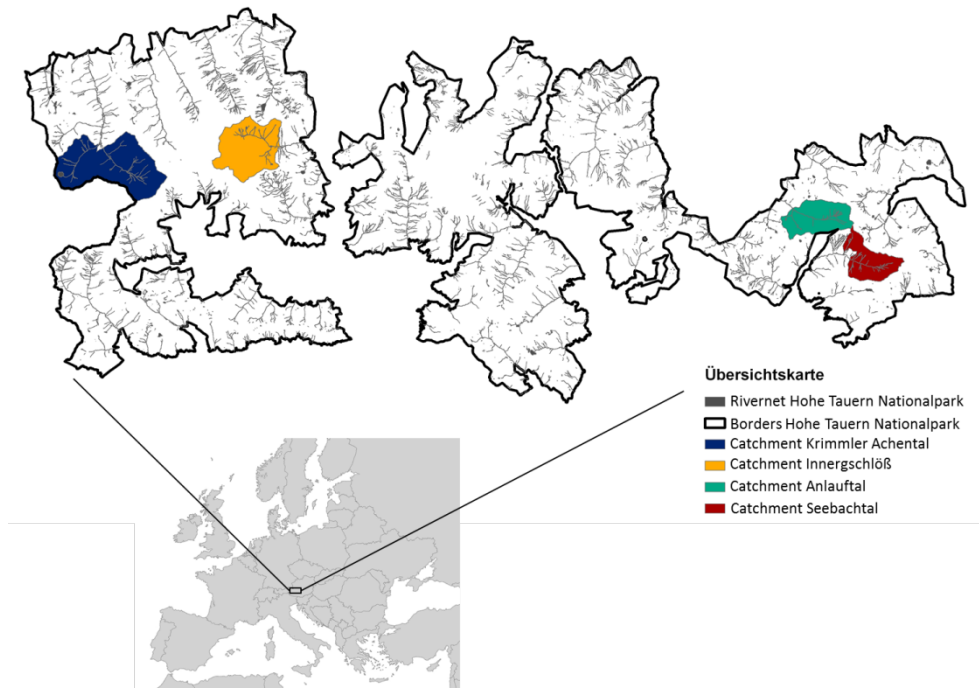 Übersichtskarte
Rivernet Hohe Tauern Nationalpark
Borders Hohe Tauern Nationalpark
Catchment Krimmler Achental
Catchment Innergschlöß
Catchment Anlauftal
Catchment Seebachtal